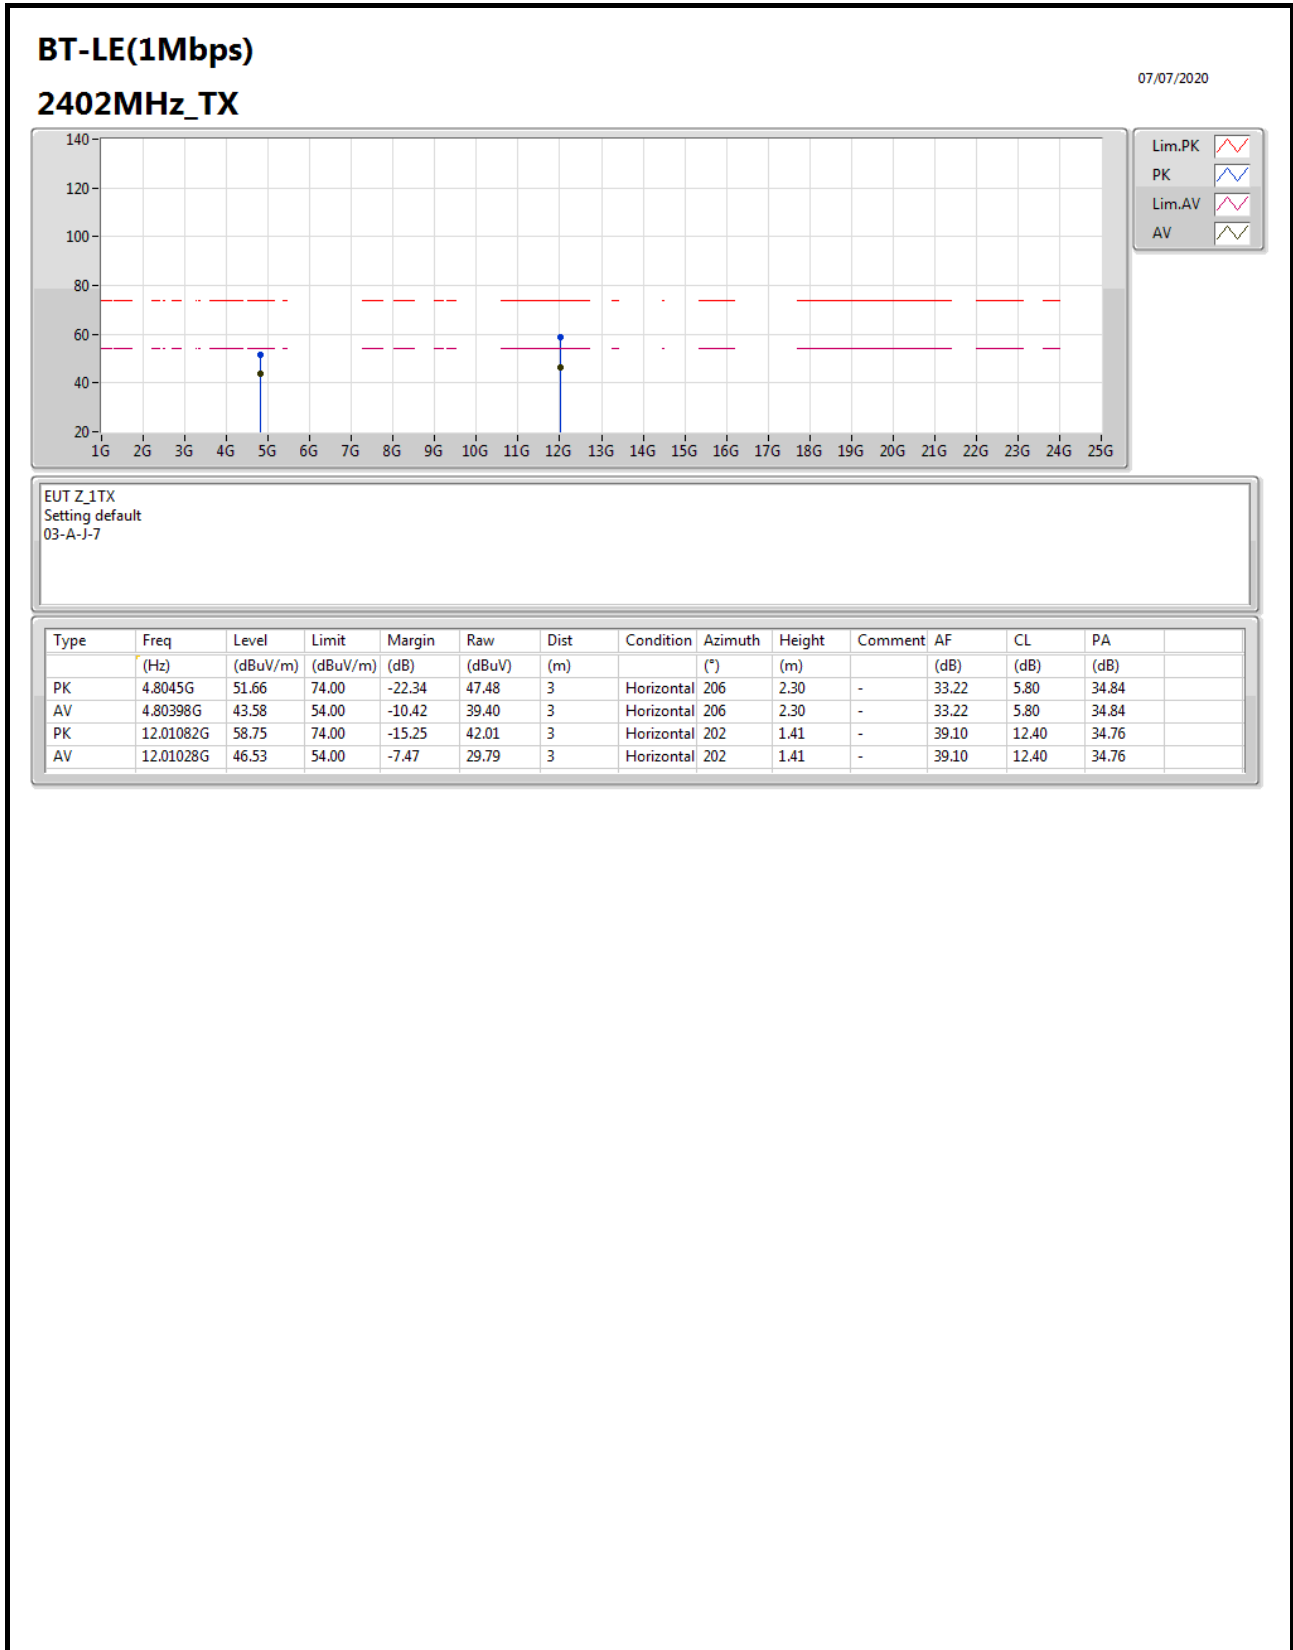 BT-LE(1Mbps)
07/07/2020
2402MHz_TX
140
120
100
80
60
40
20
1G 2G 3G 4G 5G 6G 7G 8G 9G 10G 11G 12G 13G 14G 15G 16G 17G 18G 19G 20G 21G 22G 23G 24G 25G
Lim.PK
PK
Lim.AV
AV
EUT Z_1TX
Setting default
03-A-J-7
Type Freq Level Limit Margin Raw Dist Condition Azimuth Height Comment AF CL PA
(Hz) (dBuV/m) (dBuV/m) (dB) (dBuV) (m) (°) (m) (dB) (dB) (dB)
PK 4.8045G 51.66 74.00 -22.34 47.48 3 Horizontal 206 2.30 - 33.22 5.80 34.84
AV 4.80398G 43.58 54.00 -10.42 39.40 3 Horizontal 206 2.30 - 33.22 5.80 34.84
PK 12.01082G 58.75 74.00 -15.25 42.01 3 Horizontal 202 1.41 - 39.10 12.40 34.76
AV 12.01028G 46.53 54.00 -7.47 29.79 3 Horizontal 202 1.41 - 39.10 12.40 34.76